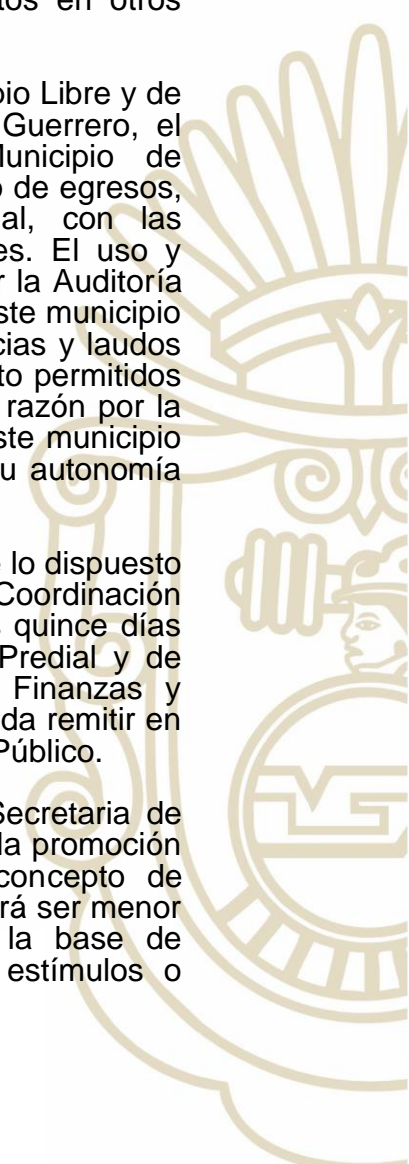 tos en otros
pio Libre y de
Guerrero, el
Municipio de
o de egresos,
al, con las
es. El uso y
r la Auditoría
ste municipio
cias y laudos
to permitidos
razón por la
ste municipio
u autonomía
lo dispuesto
Coordinación
quince días
Predial y de
Finanzas y
da remitir en
Público.
Secretaria de
la promoción
concepto de
rá ser menor
la base de
estímulos o